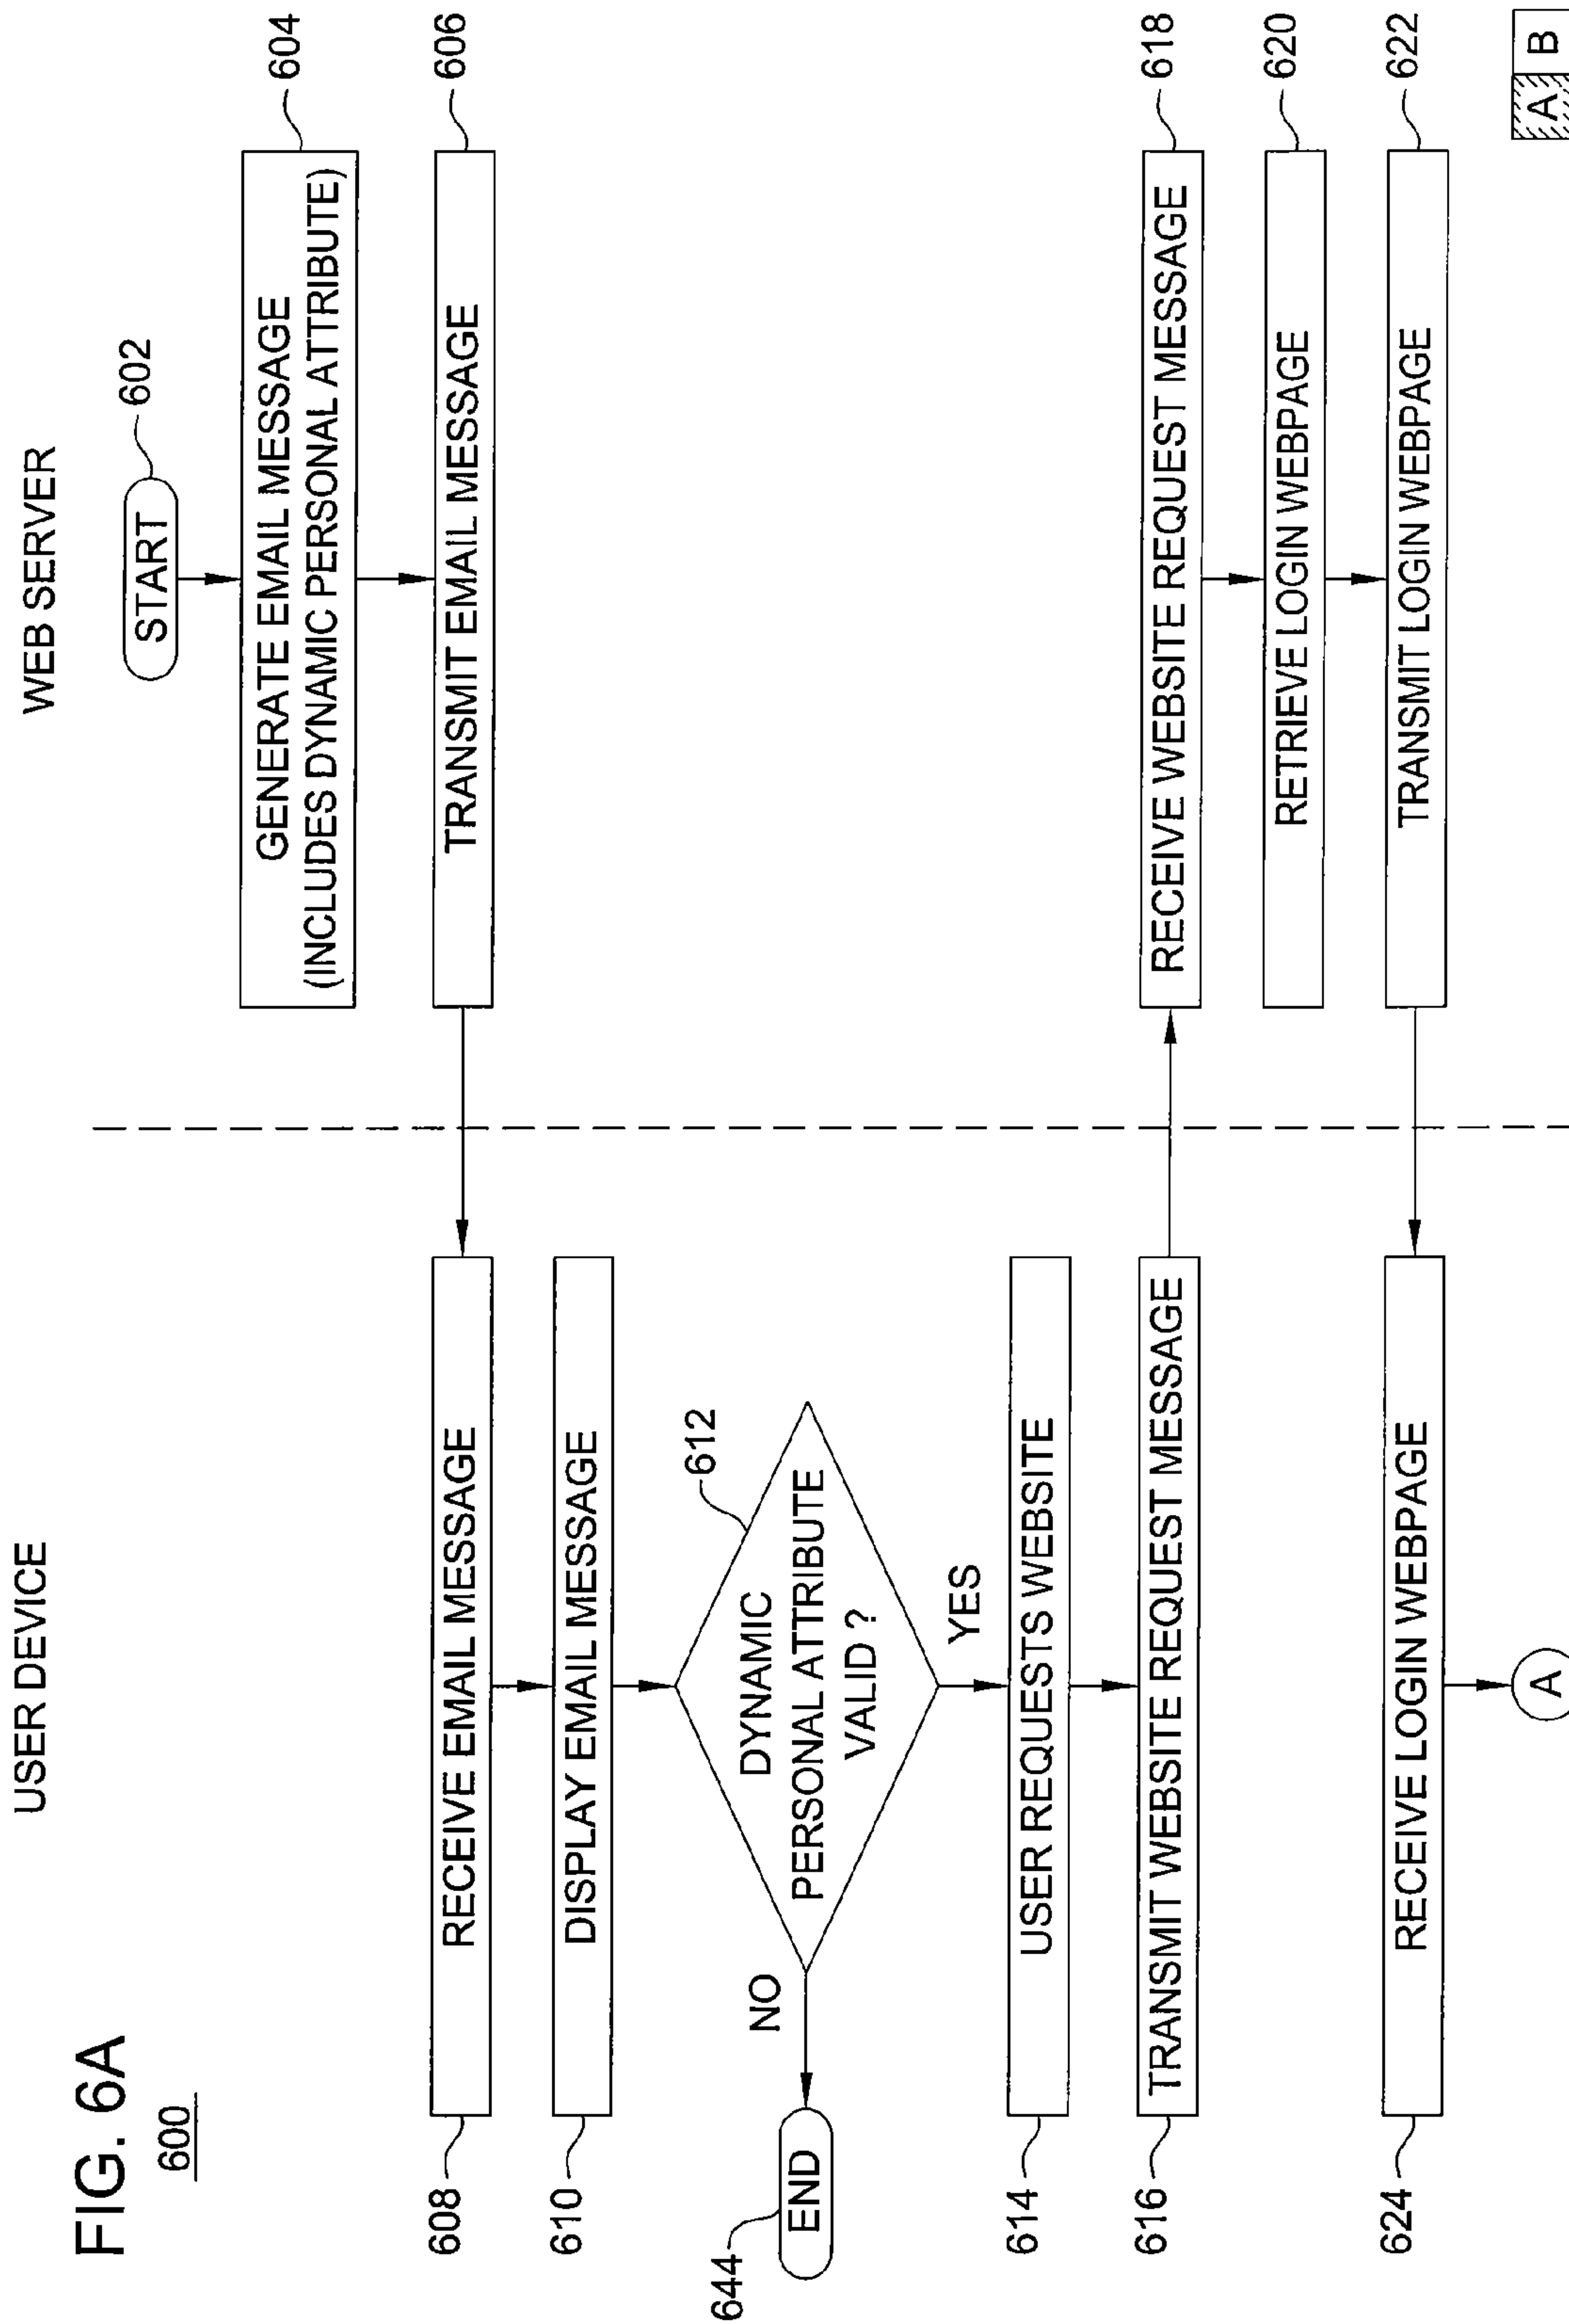 FIG. 6A
600
USER DEVICE
WEB SERVER
START
602
GENERATE EMAIL MESSAGE
(INCLUDES DYNAMIC PERSONAL ATTRIBUTE)
604
TRANSMIT EMAIL MESSAGE
606
608
RECEIVE EMAIL MESSAGE
610
DISPLAY EMAIL MESSAGE
612
DYNAMIC
PERSONAL ATTRIBUTE
VALID ?
NO
644
END
YES
614
USER REQUESTS WEBSITE
616
TRANSMIT WEBSITE REQUEST MESSAGE
RECEIVE WEBSITE REQUEST MESSAGE
618
RETRIEVE LOGIN WEBPAGE
620
TRANSMIT LOGIN WEBPAGE
622
624
RECEIVE LOGIN WEBPAGE
A
A
B